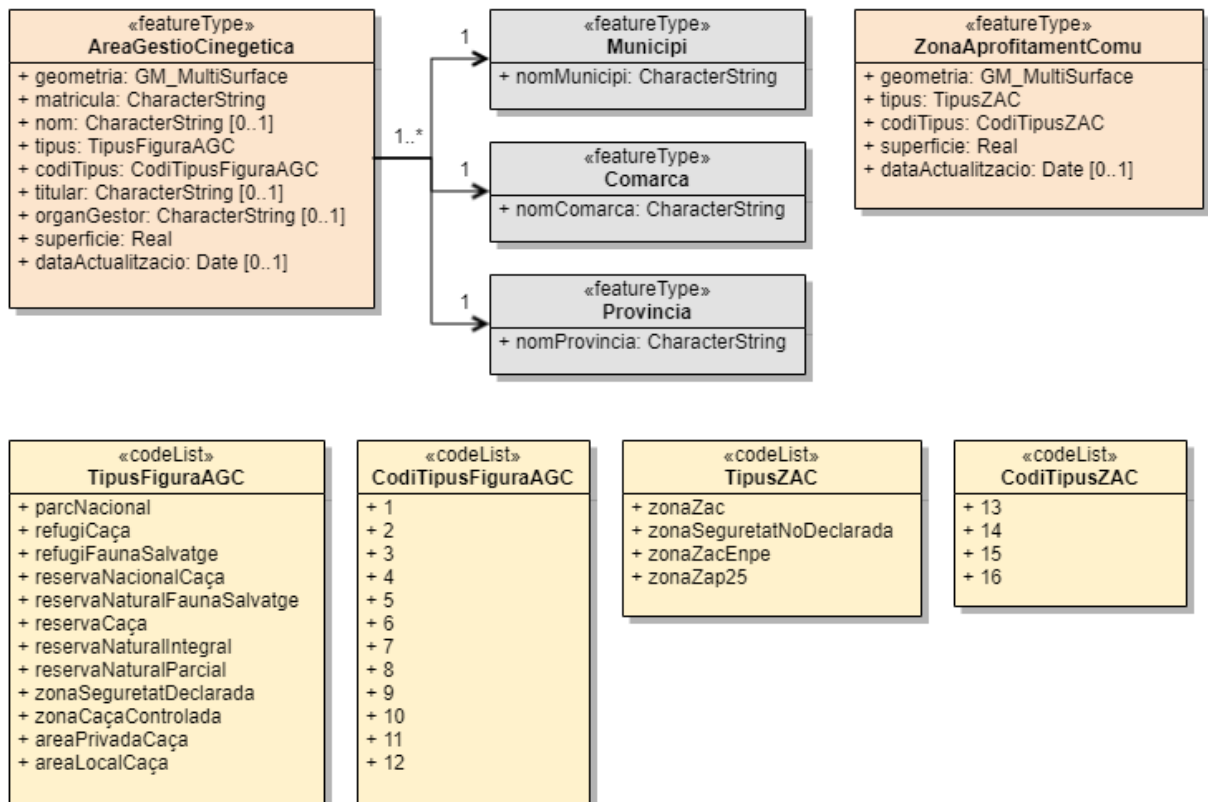 «featureType»
AreaGestioCinegetica
+ geometria: GM_MultiSurface
+ matricula: CharacterString
+ nom: CharacterString [0..1]
+ tipus: TipusFiguraAGC
+ codiTipus: CodiTipusFiguraAGC
+ titular: CharacterString [0..1]
+ organGestor: CharacterString [0..1]
+ superficie: Real
+ dataActualitzacio: Date [0..1]
1..*
1
«featureType»
Municipi
+ nomMunicipi: CharacterString
1
«featureType»
Comarca
+ nomComarca: CharacterString
1
«featureType»
Provincia
+ nomProvincia: CharacterString
«featureType»
ZonaAprofitamentComu
+ geometria: GM_MultiSurface
+ tipus: TipusZAC
+ codiTipus: CodiTipusZAC
+ superficie: Real
+ dataActualitzacio: Date [0..1]
«codeList»
TipusFiguraAGC
+ parcNacional
+ refugiCaça
+ refugiFaunaSalvatge
+ reservaNacionalCaça
+ reservaNaturalFaunaSalvatge
+ reservaCaça
+ reservaNaturalIntegral
+ reservaNaturalParcial
+ zonaSeguretatDeclarada
+ zonaCaçaControlada
+ areaPrivadaCaça
+ areaLocalCaça
«codeList»
CodiTipusFiguraAGC
+ 1
+ 2
+ 3
+ 4
+ 5
+ 6
+ 7
+ 8
+ 9
+ 10
+ 11
+ 12
«codeList»
TipusZAC
+ zonaZac
+ zonaSeguretatNoDeclarada
+ zonaZacEnpe
+ zonaZap25
«codeList»
CodiTipusZAC
+ 13
+ 14
+ 15
+ 16